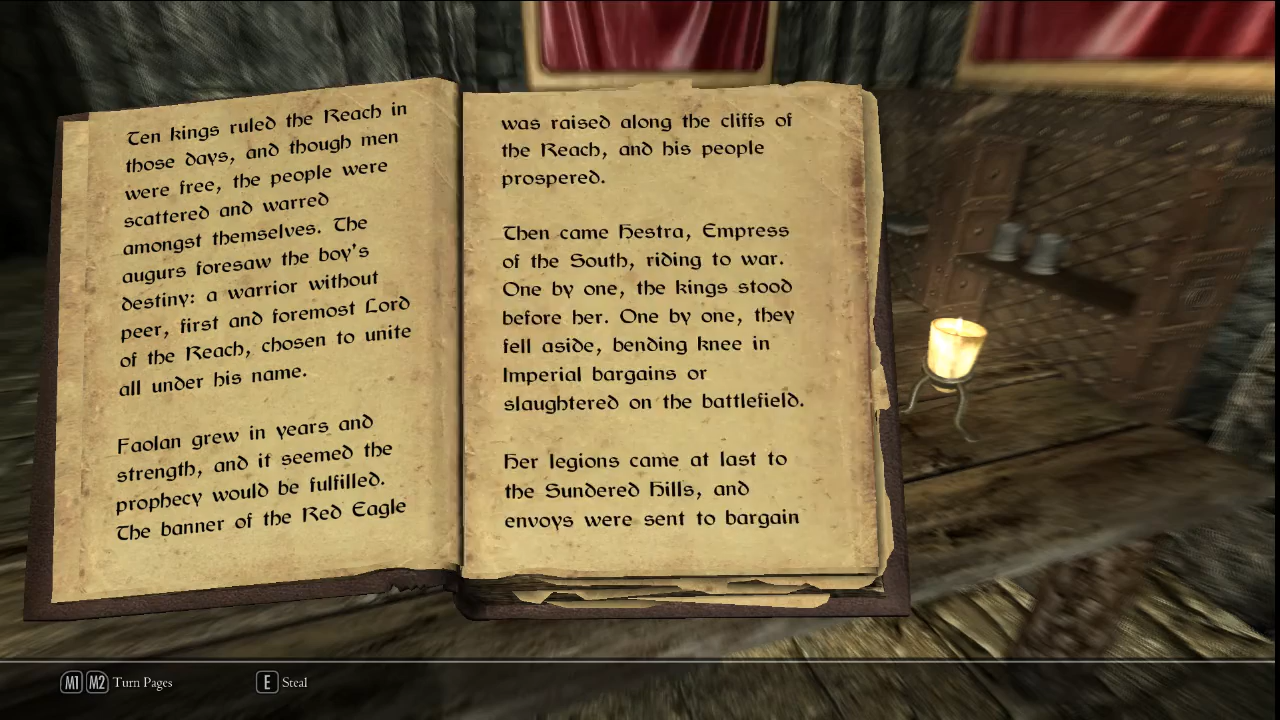 Ten kings ruled the Reach in
those days, and though men
were free, the people were
scattered and warred
amongst themselves. The
augurs foresaw the boy's
destiny: a warrior without
peer, first and foremost Lord
of the Reach, chosen to unite
all under his name.
Faolan grew in years and
strength, and it seemed the
prophecy would be fulfilled.
The banner of the Red Eagle
was raised along the cliffs of
the Reach, and his people
prospered.
Then came Hestra, Empress
of the South, riding to war.
One by one, the kings stood
before her. One by one, they
fell aside, bending knee in
Imperial bargains or
slaughtered on the battlefield.
Her legions came at last to
the Sundered Hills, and
envoys were sent to bargain
M1 M2 Turn Pages
E Steal